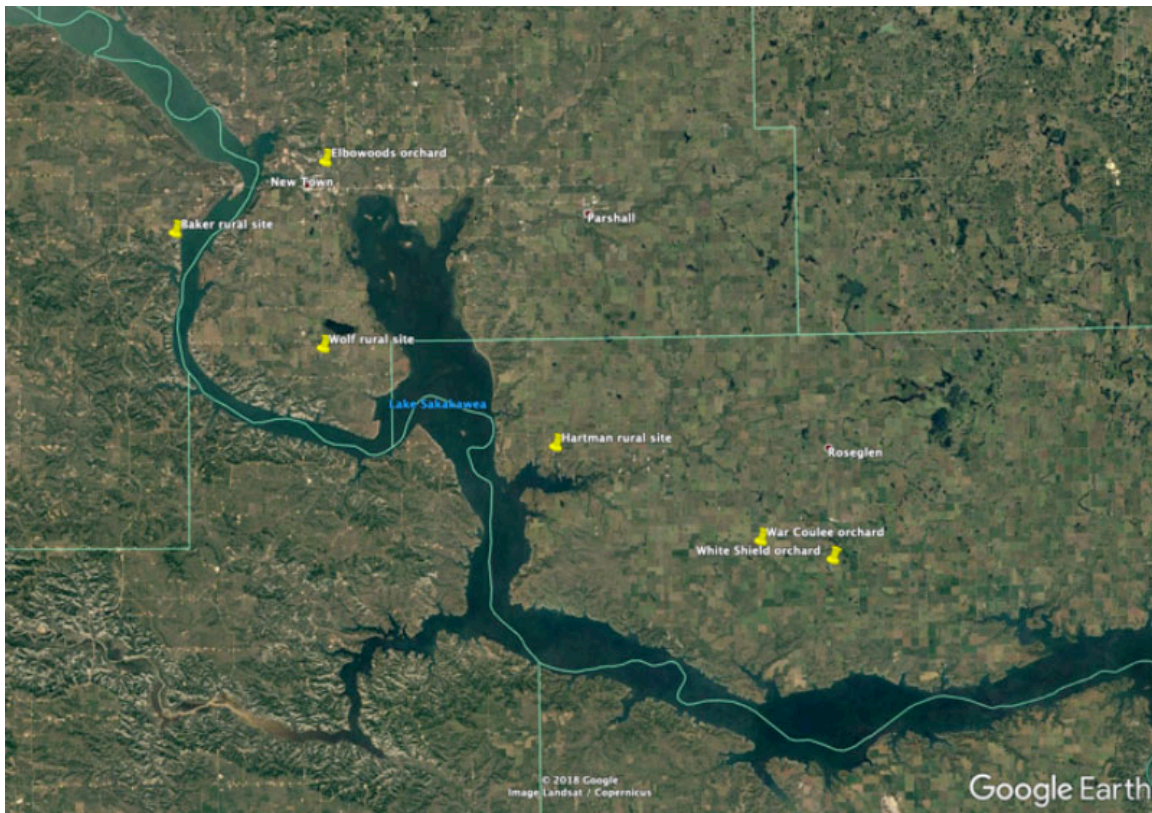 Elbowoods orchard
New Town
Parshall
Baker rural site
Wolf rural site
Lake Sakakawea
Hartman rural site
Roseglen
War Coulee orchard
White Shield orchard
© 2018 Google
Image Landsat / Copernicus
Google Earth